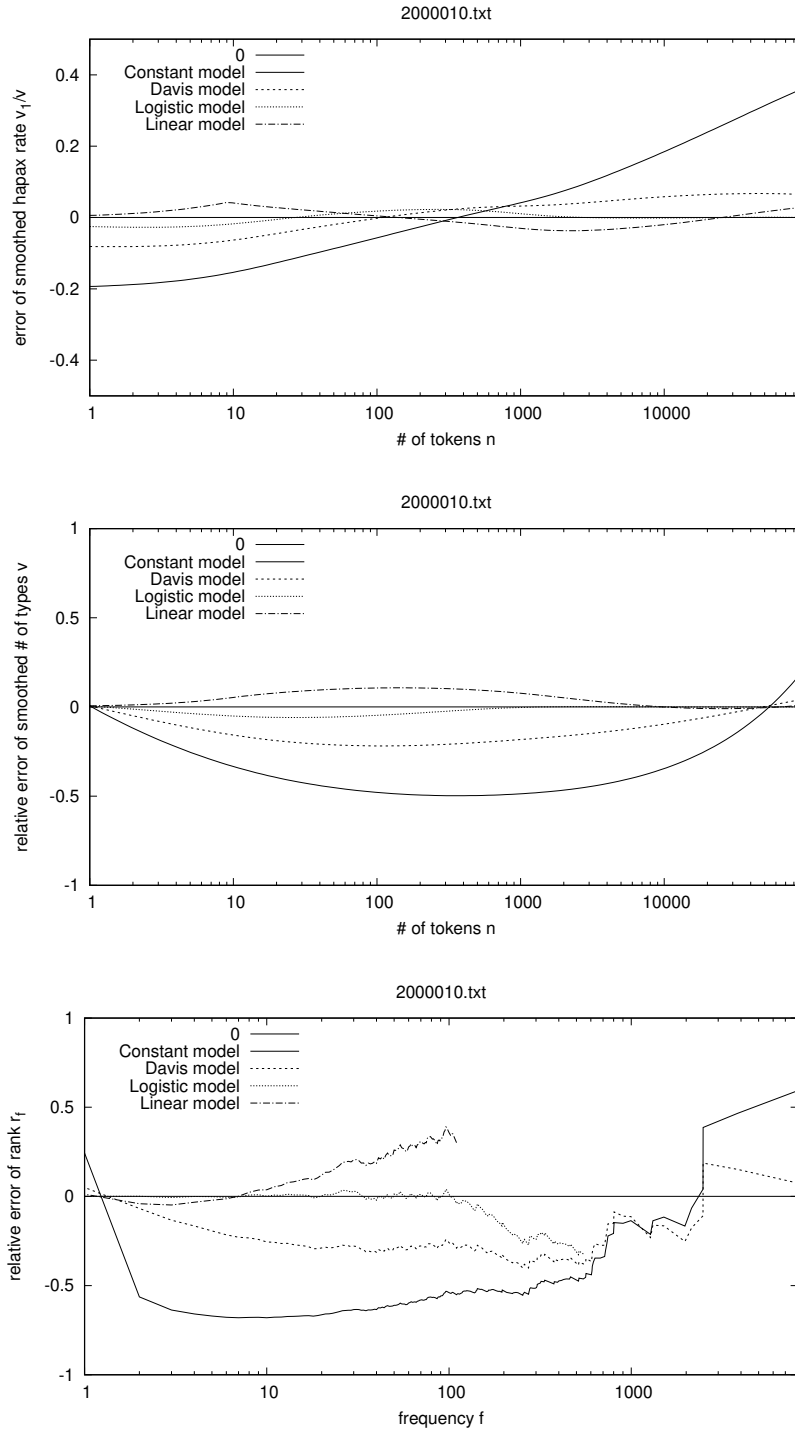 2000010.txt
0
Constant model
Davis model
Logistic model
Linear model
error of smoothed hapax rate v1/v
0.4
0.2
0
-0.2
-0.4
1 10 100 1000 10000
# of tokens n
2000010.txt
0
Constant model
Davis model
Logistic model
Linear model
relative error of smoothed # of types v
1
0.5
0
-0.5
-1
1 10 100 1000 10000
# of tokens n
2000010.txt
0
Constant model
Davis model
Logistic model
Linear model
relative error of rank rf
1
0.5
0
-0.5
-1
1 10 100 1000
frequency f